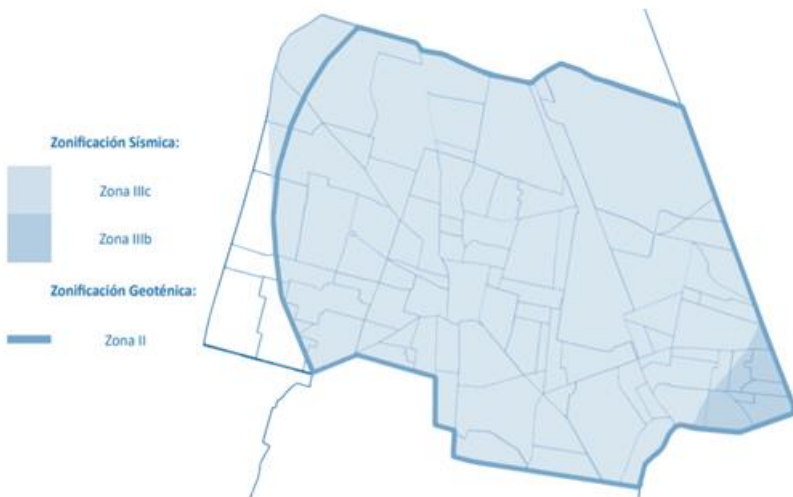 Zonificación Sísmica:
Zona IIIc
Zona IIIb
Zonificación Geoténica:
Zona II